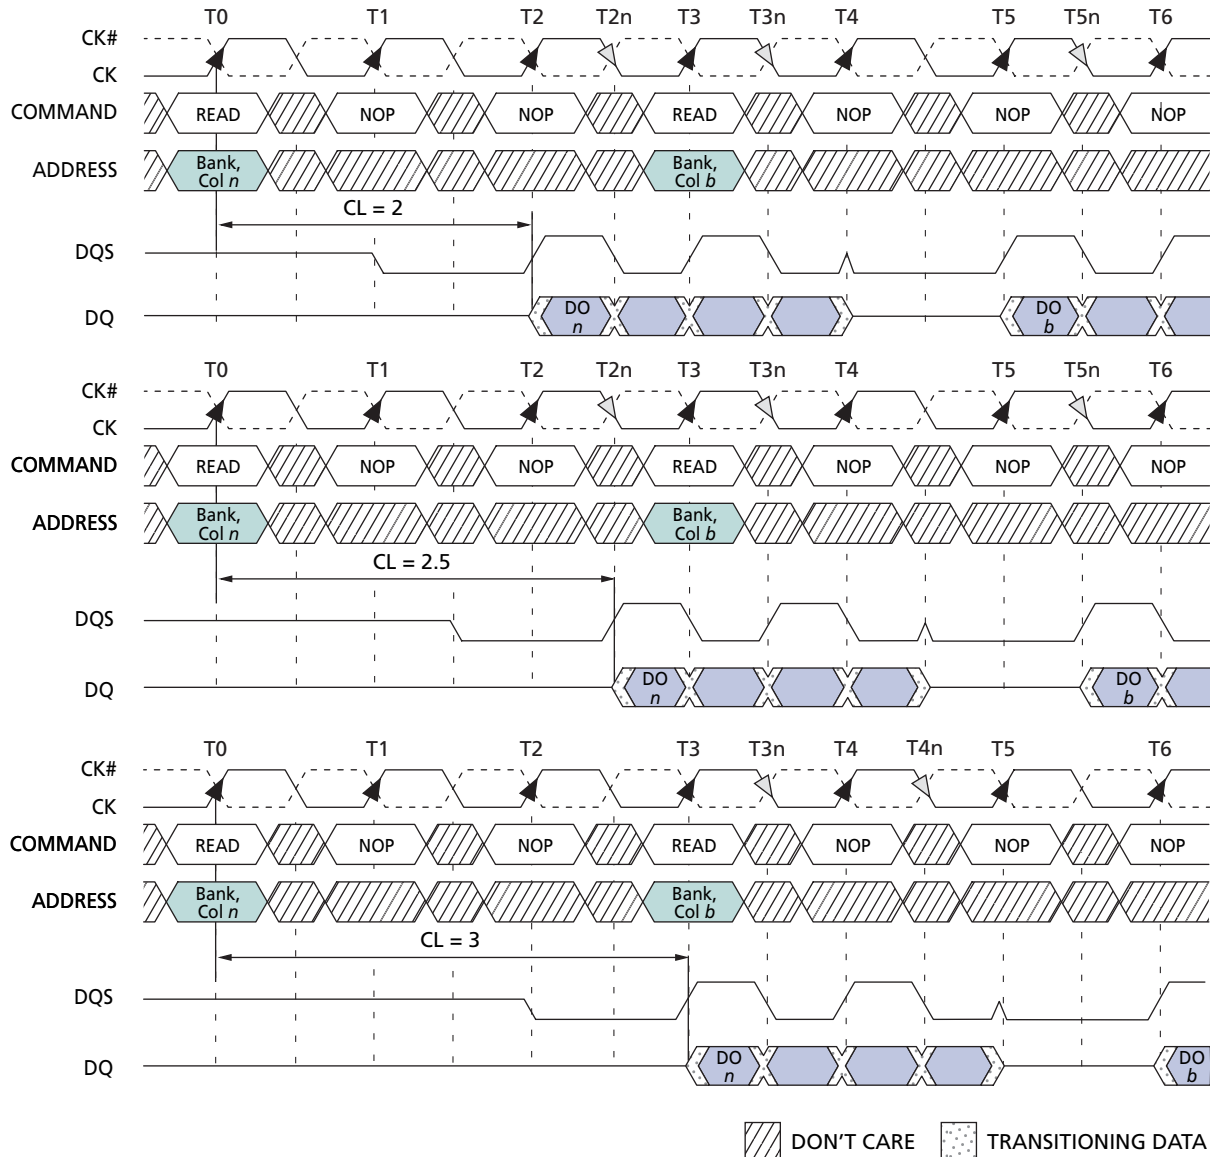 T0 T1 T2 T2n T3 T3n T4 T5 T5n T6
CK#
CK
COMMAND READ NOP NOP READ NOP NOP NOP
ADDRESS Bank, Col n Bank, Col b
CL = 2
DQS
DQ DO n DO b
T0 T1 T2 T2n T3 T3n T4 T5 T5n T6
CK#
CK
COMMAND READ NOP NOP READ NOP NOP NOP
ADDRESS Bank, Col n Bank, Col b
CL = 2.5
DQS
DQ DO n DO b
T0 T1 T2 T3 T3n T4 T4n T5 T6
CK#
CK
COMMAND READ NOP NOP READ NOP NOP NOP
ADDRESS Bank, Col n Bank, Col b
CL = 3
DQS
DQ DO n DO b
DON'T CARE TRANSITIONING DATA